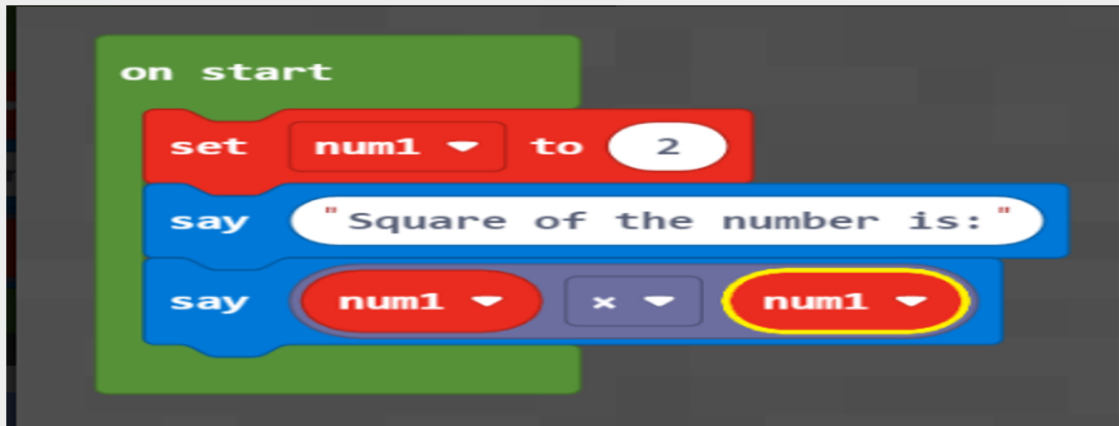 on start
set num1 to 2
say "Square of the number is:"
say num1 × num1